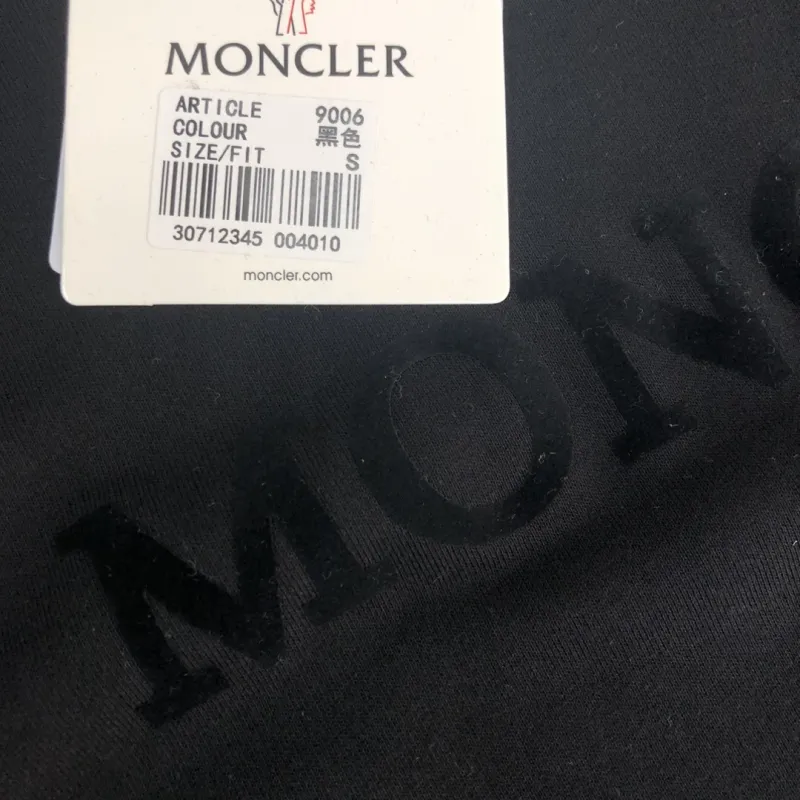 MONCLER
ARTICLE 9006
COLOUR 黑色
SIZE/FIT S
30712345 004010
moncler.com
MONC